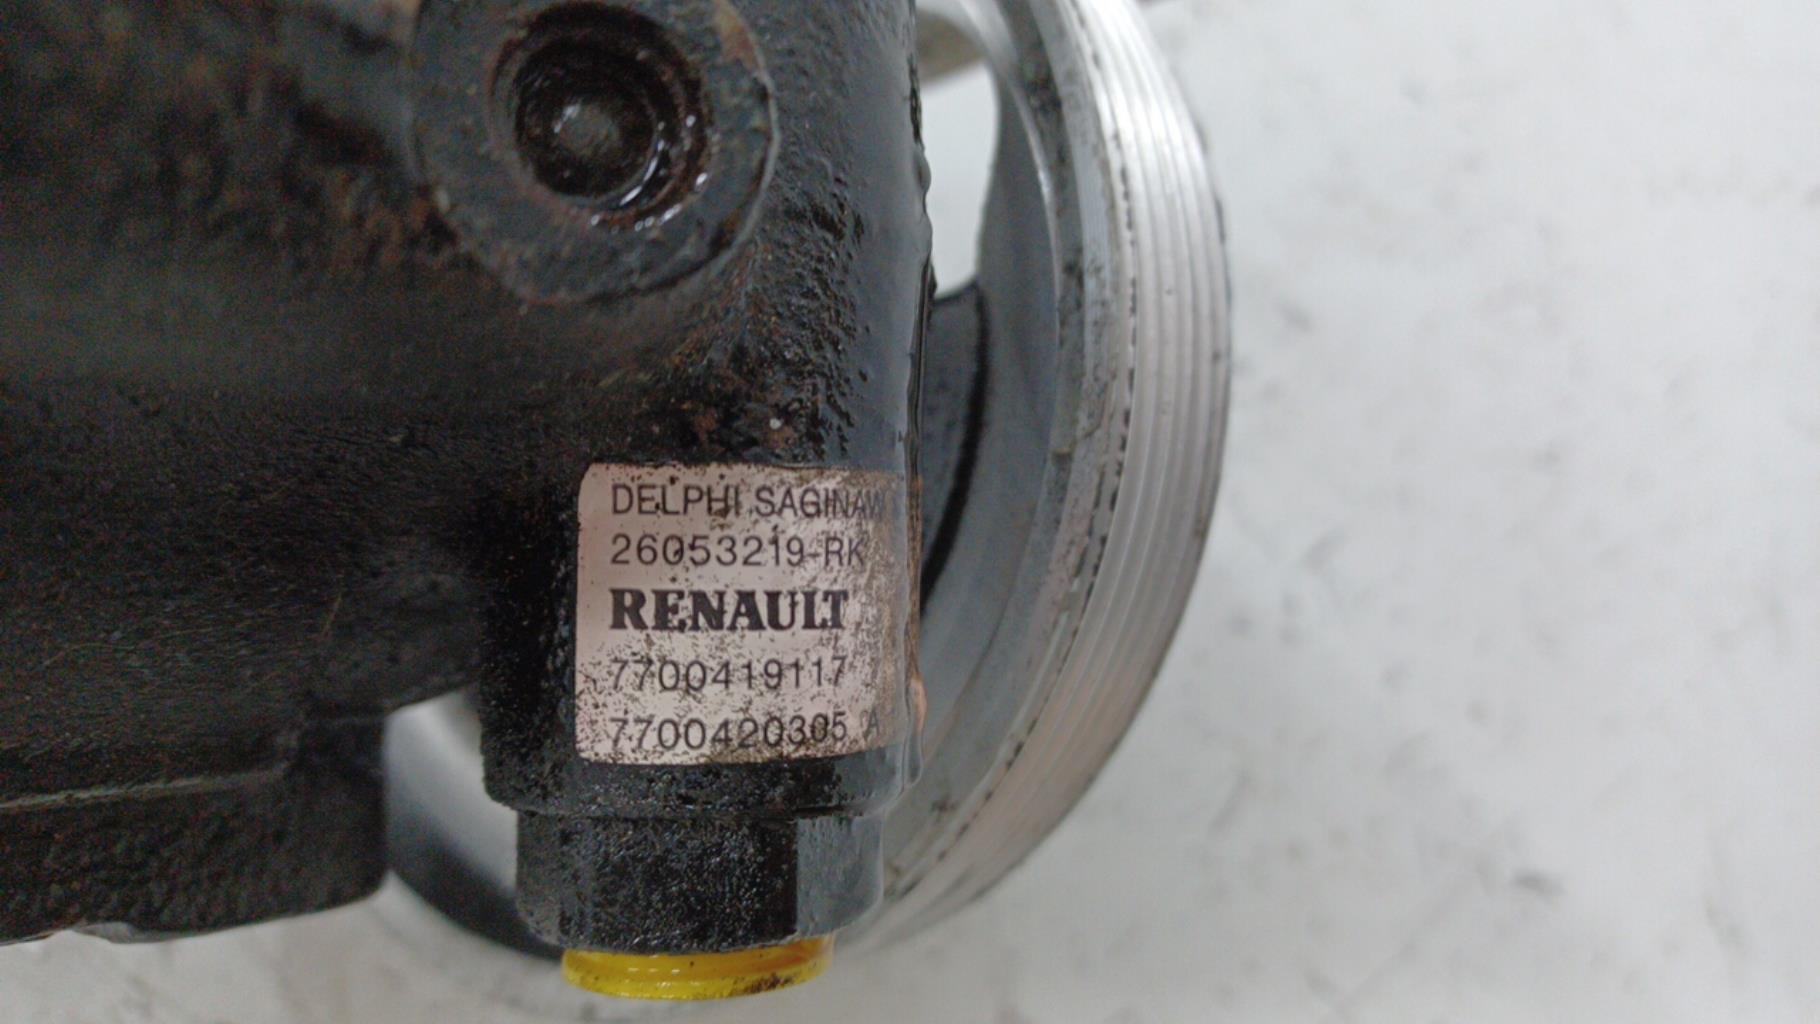 DELPHI SAGINAW
26053219-RK
RENAULT
7700419117
7700420305 A